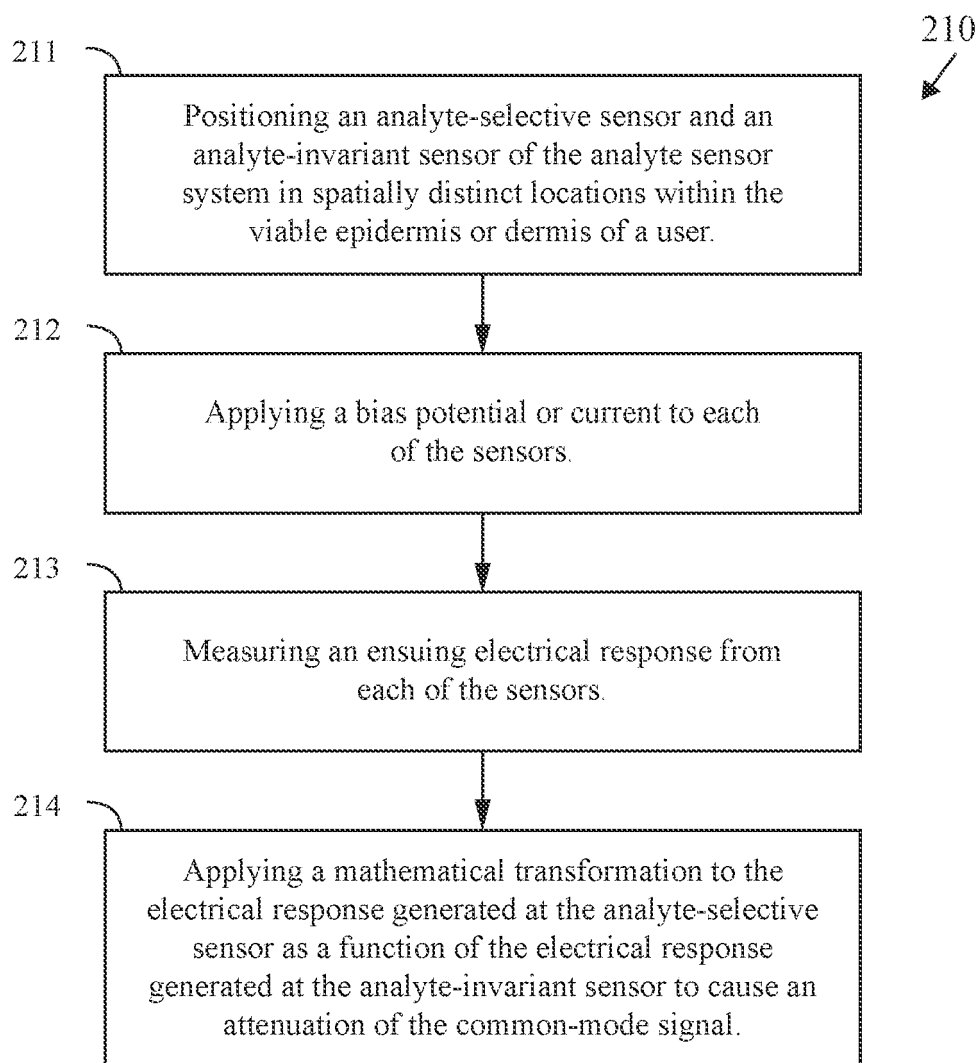 210
211
Positioning an analyte-selective sensor and an
analyte-invariant sensor of the analyte sensor
system in spatially distinct locations within the
viable epidermis or dermis of a user.
212
Applying a bias potential or current to each
of the sensors.
213
Measuring an ensuing electrical response from
each of the sensors.
214
Applying a mathematical transformation to the
electrical response generated at the analyte-selective
sensor as a function of the electrical response
generated at the analyte-invariant sensor to cause an
attenuation of the common-mode signal.